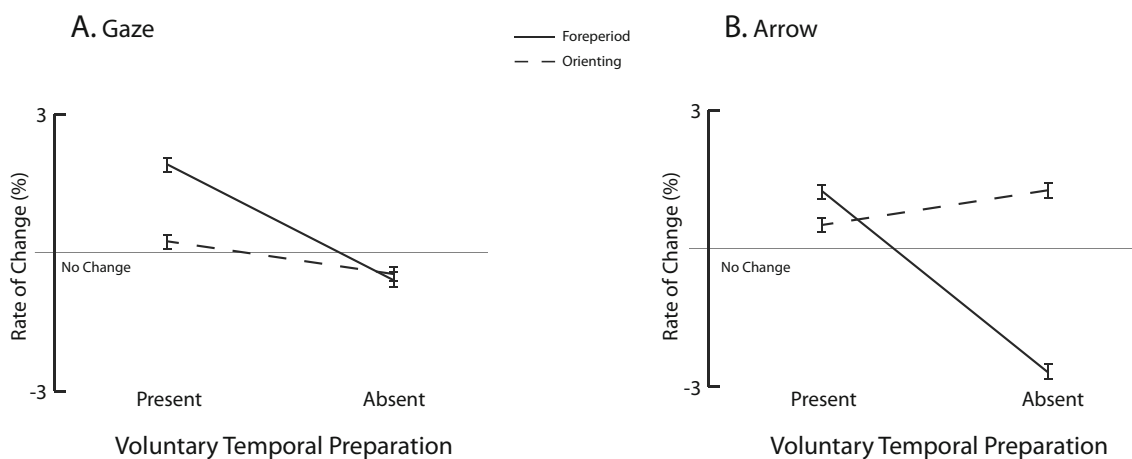 A. Gaze
Foreperiod
Orienting
B. Arrow
3
Rate of Change (%)
No Change
-3
Present
Absent
Voluntary Temporal Preparation
3
Rate of Change (%)
No Change
-3
Present
Absent
Voluntary Temporal Preparation